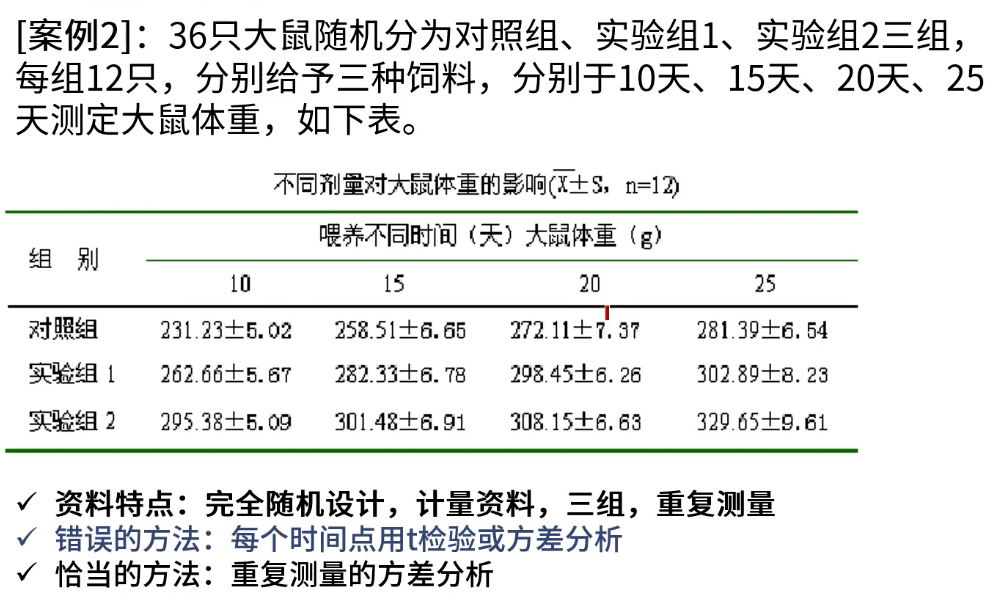 [案例2]：36只大鼠随机分为对照组、实验组1、实验组2三组，
每组12只，分别给予三种饲料，分别于10天、15天、20天、25
天测定大鼠体重，如下表。
不同剂量对大鼠体重的影响(X̅±S，n=12)
组 别 喂养不同时间（天）大鼠体重（g）
10 15 20 25
对照组 231.23±5.02 258.51±6.65 272.11±7.37 281.39±6.54
实验组 1 262.66±5.67 282.33±6.78 298.45±6.26 302.89±8.23
实验组 2 295.38±5.09 301.48±6.91 308.15±6.63 329.65±9.61
✓ 资料特点：完全随机设计，计量资料，三组，重复测量
✓ 错误的方法：每个时间点用t检验或方差分析
✓ 恰当的方法：重复测量的方差分析